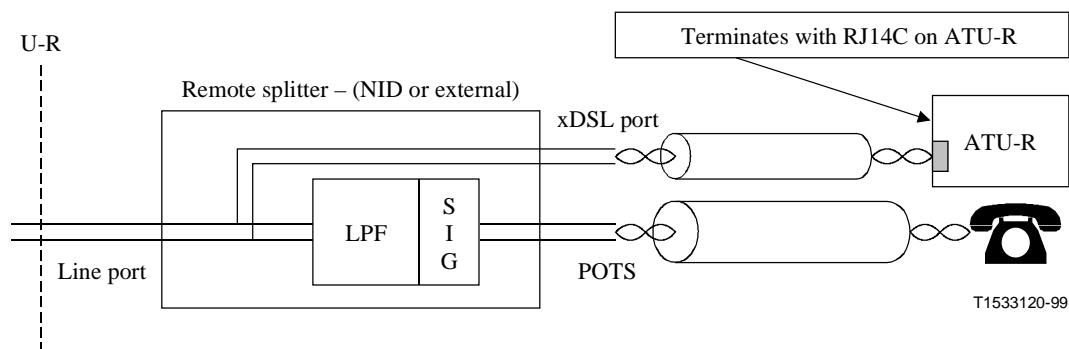 U-R
Terminates with RJ14C on ATU-R
Remote splitter – (NID or external)
xDSL port
ATU-R
LPF
S
I
G
Line port
POTS
T1533120-99